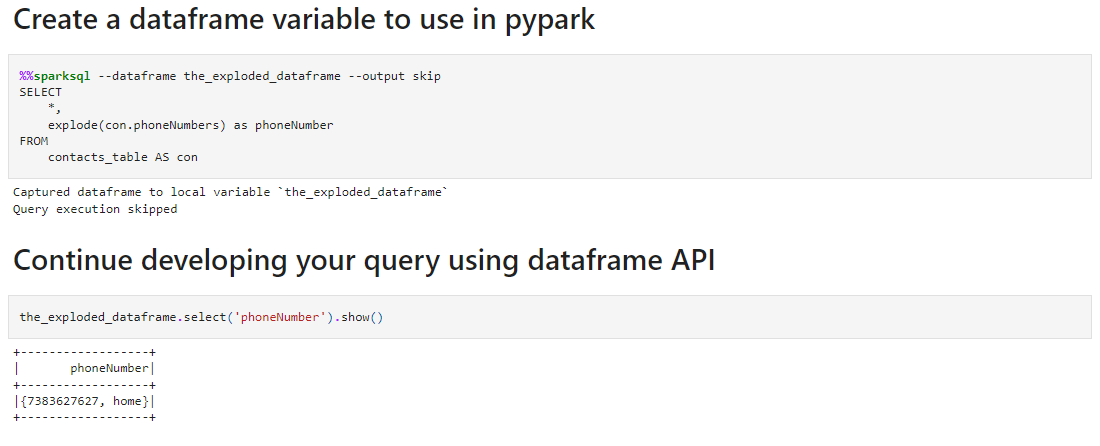 Create a dataframe variable to use in pypark
%%sparksql --dataframe the_exploded_dataframe --output skip
SELECT
    *,
    explode(con.phoneNumbers) as phoneNumber
FROM
    contacts_table AS con
Captured dataframe to local variable `the_exploded_dataframe`
Query execution skipped
Continue developing your query using dataframe API
the_exploded_dataframe.select('phoneNumber').show()
+------------------+
|       phoneNumber|
+------------------+
|{7383627627, home}|
+------------------+